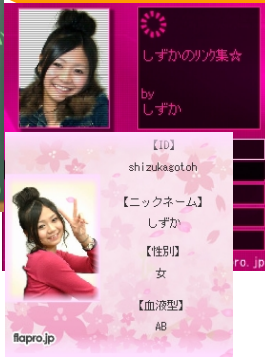 しずかのリンク集☆
by
しずか
【ID】
shizukagotoh
【ニックネーム】
しずか
【性別】
女
【血液型】
AB
flapro.jp
ro. jp